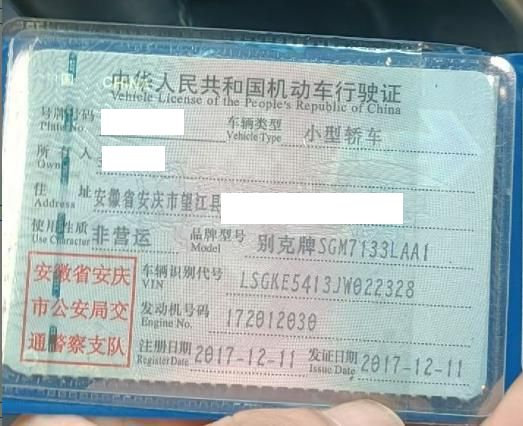 中华人民共和国机动车行驶证
Vehicle License of the People's Republic of China
号牌号码
Plate No.
车辆类型 小型轿车
Vehicle Type
所有人
Owner
住址 安徽省安庆市望江县
Address
使用性质 非营运
Use Character
品牌型号 别克牌SGM7133LAA1
Model
安徽省安庆
市公安局交
通警察支队
车辆识别代号 LSGKE5413JW022328
VIN
发动机号码 172012030
Engine No.
注册日期 2017-12-11
Register Date
发证日期 2017-12-11
Issue Date